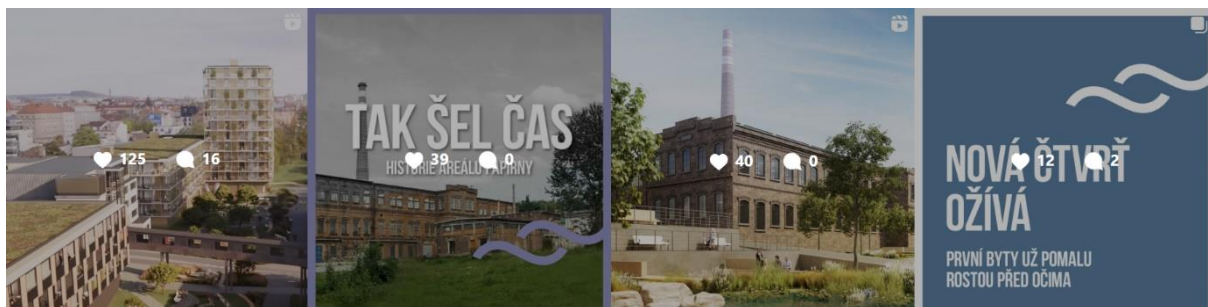 125 16
TAK ŠEL ČAS
39 0
HISTORIE AREÁLU PAPÍRNY
40 0
NOVÁ ČTVRŤ
12 2
OŽÍVÁ
PRVNÍ BYTY UŽ POMALU
ROSTOU PŘED OČIMA